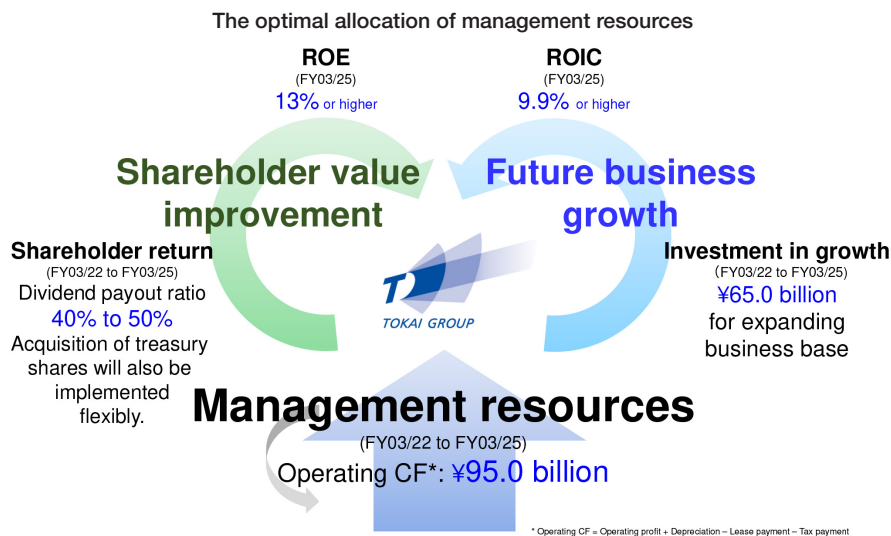 The optimal allocation of management resources
ROE
(FY03/25)
13% or higher
ROIC
(FY03/25)
9.9% or higher
Shareholder value
improvement
Future business
growth
Shareholder return
(FY03/22 to FY03/25)
Dividend payout ratio
40% to 50%
Acquisition of treasury
shares will also be
implemented
flexibly.
Investment in growth
(FY03/22 to FY03/25)
¥65.0 billion
for expanding
business base
T
TOKAI GROUP
Management resources
(FY03/22 to FY03/25)
Operating CF*: ¥95.0 billion
* Operating CF = Operating profit + Depreciation – Lease payment – Tax payment